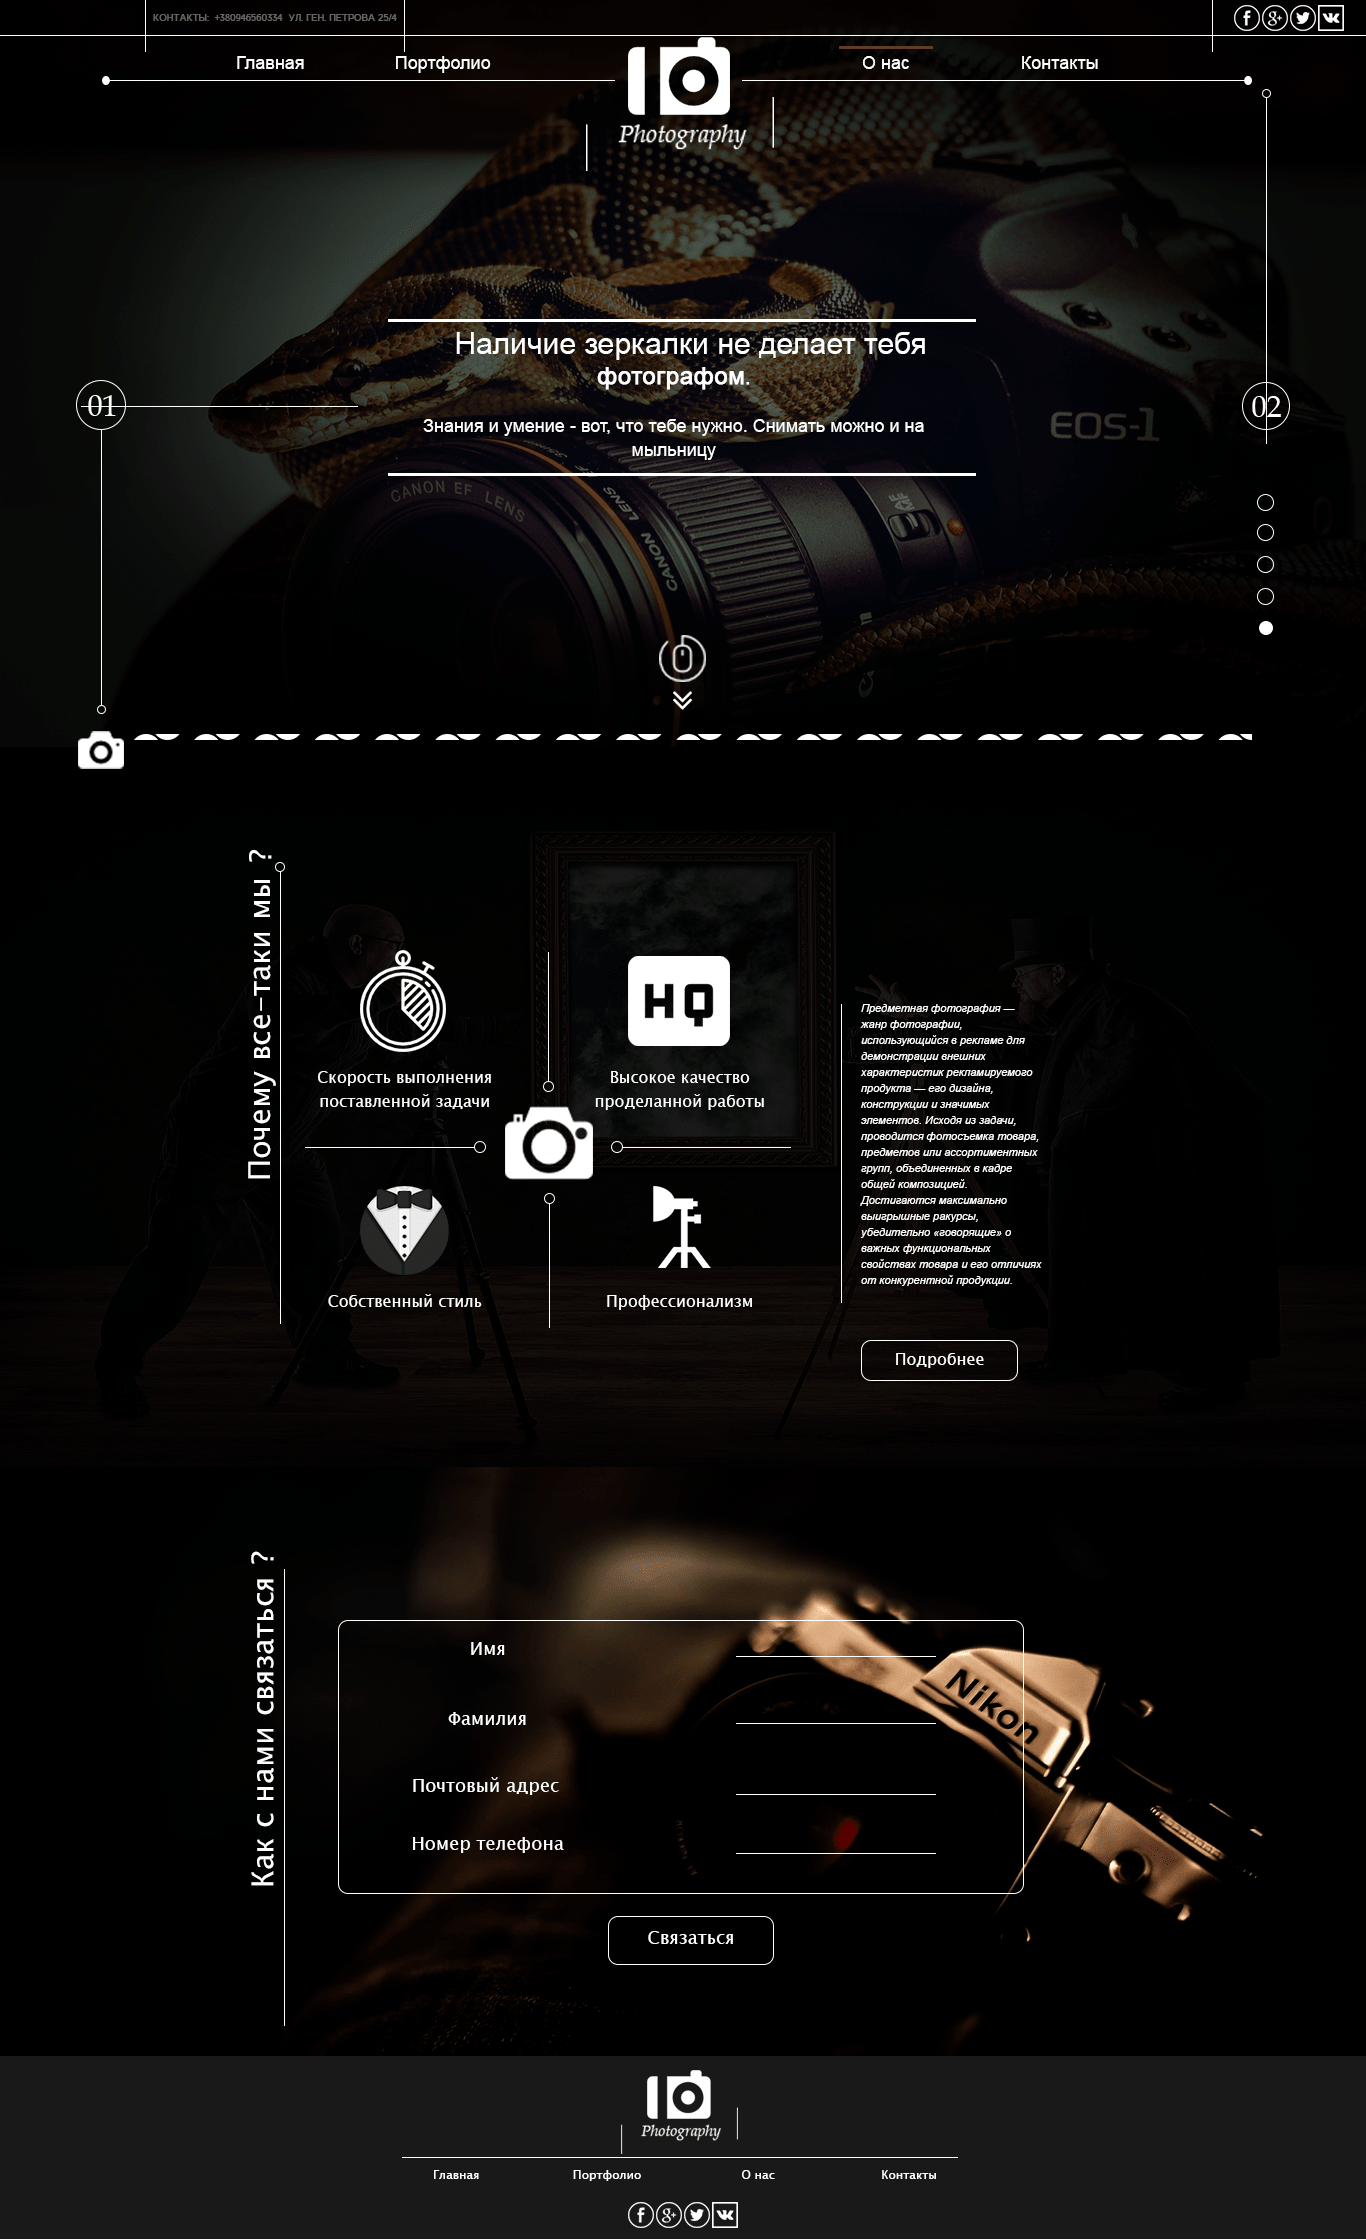 КОНТАКТЫ: +380946560334 УЛ. ГЕН. ПЕТРОВА 25/4
Главная
Портфолио
О нас
Контакты
Photography
Наличие зеркалки не делает тебя
фотографом.
01
02
Знания и умение - вот, что тебе нужно. Снимать можно и на
мыльницу
EOS-1
CANON EF LENS
CANON LENS
AF
Почему все-таки мы ?
HQ
Скорость выполнения
поставленной задачи
Высокое качество
проделанной работы
Собственный стиль
Профессионализм
Предметная фотография —
жанр фотографии,
использующийся в рекламе для
демонстрации внешних
характеристик рекламируемого
продукта — его дизайна,
конструкции и значимых
элементов. Исходя из задачи,
проводится фотосъемка товара,
предметов или ассортиментных
групп, объединенных в кадре
общей композицией.
Достигаются максимально
выигрышные ракурсы,
убедительно «говорящие» о
важных функциональных
свойствах товара и его отличиях
от конкурентной продукции.
Подробнее
Как с нами связаться ?
Имя
Фамилия
Почтовый адрес
Номер телефона
Nikon
Связаться
Photography
Главная
Портфолио
О нас
Контакты